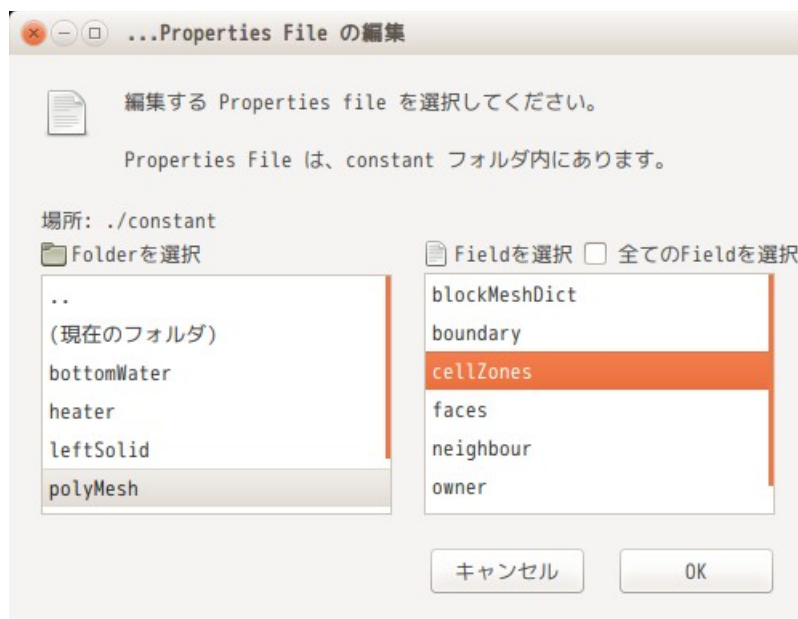 ...Properties File の編集
編集する Properties file を選択してください。
Properties File は、constant フォルダ内にあります。
場所: ./constant
Folderを選択
..
(現在のフォルダ)
bottomWater
heater
leftSolid
polyMesh
Fieldを選択 全てのFieldを選択
blockMeshDict
boundary
cellZones
faces
neighbour
owner
キャンセル
OK